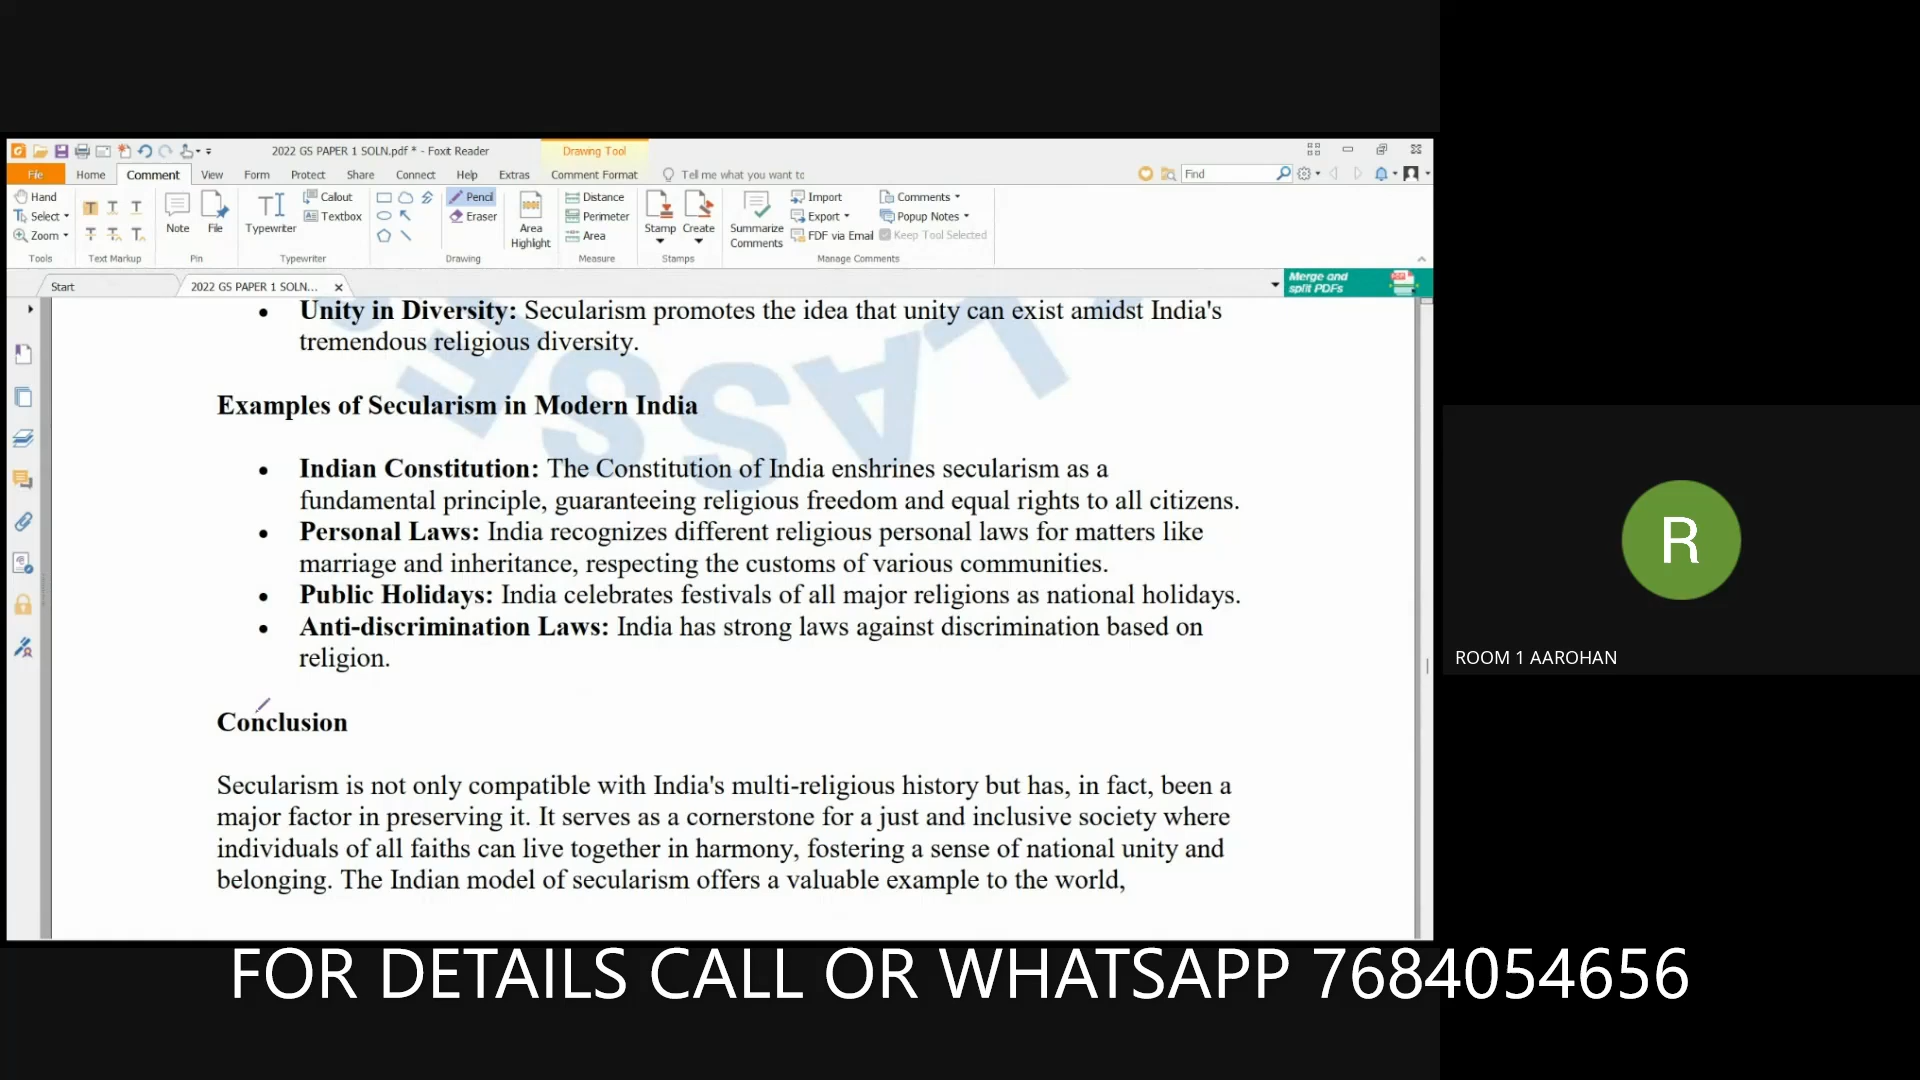 2022 GS PAPER 1 SOLN.pdf * - Foxit Reader
Drawing Tool
File Home Comment View Form Protect Share Connect Help Extras Comment Format Tell me what you want to Find
Hand
Select
Zoom
Tools
Text Markup
Note
File
Pin
Typewriter
Callout
Textbox
Typewriter
Pencil
Eraser
Drawing
Area
Highlight
Distance
Perimeter
Area
Measure
Stamp
Create
Stamps
Summarize
Comments
Import
Export
FDF via Email
Comments
Popup Notes
Keep Tool Selected
Manage Comments
Start
2022 GS PAPER 1 SOLN...
Merge and
split PDFs
LASSES
• Unity in Diversity: Secularism promotes the idea that unity can exist amidst India's
tremendous religious diversity.
Examples of Secularism in Modern India
• Indian Constitution: The Constitution of India enshrines secularism as a
fundamental principle, guaranteeing religious freedom and equal rights to all citizens.
• Personal Laws: India recognizes different religious personal laws for matters like
marriage and inheritance, respecting the customs of various communities.
• Public Holidays: India celebrates festivals of all major religions as national holidays.
• Anti-discrimination Laws: India has strong laws against discrimination based on
religion.
Conclusion
Secularism is not only compatible with India's multi-religious history but has, in fact, been a
major factor in preserving it. It serves as a cornerstone for a just and inclusive society where
individuals of all faiths can live together in harmony, fostering a sense of national unity and
belonging. The Indian model of secularism offers a valuable example to the world,
R
ROOM 1 AAROHAN
FOR DETAILS CALL OR WHATSAPP 7684054656